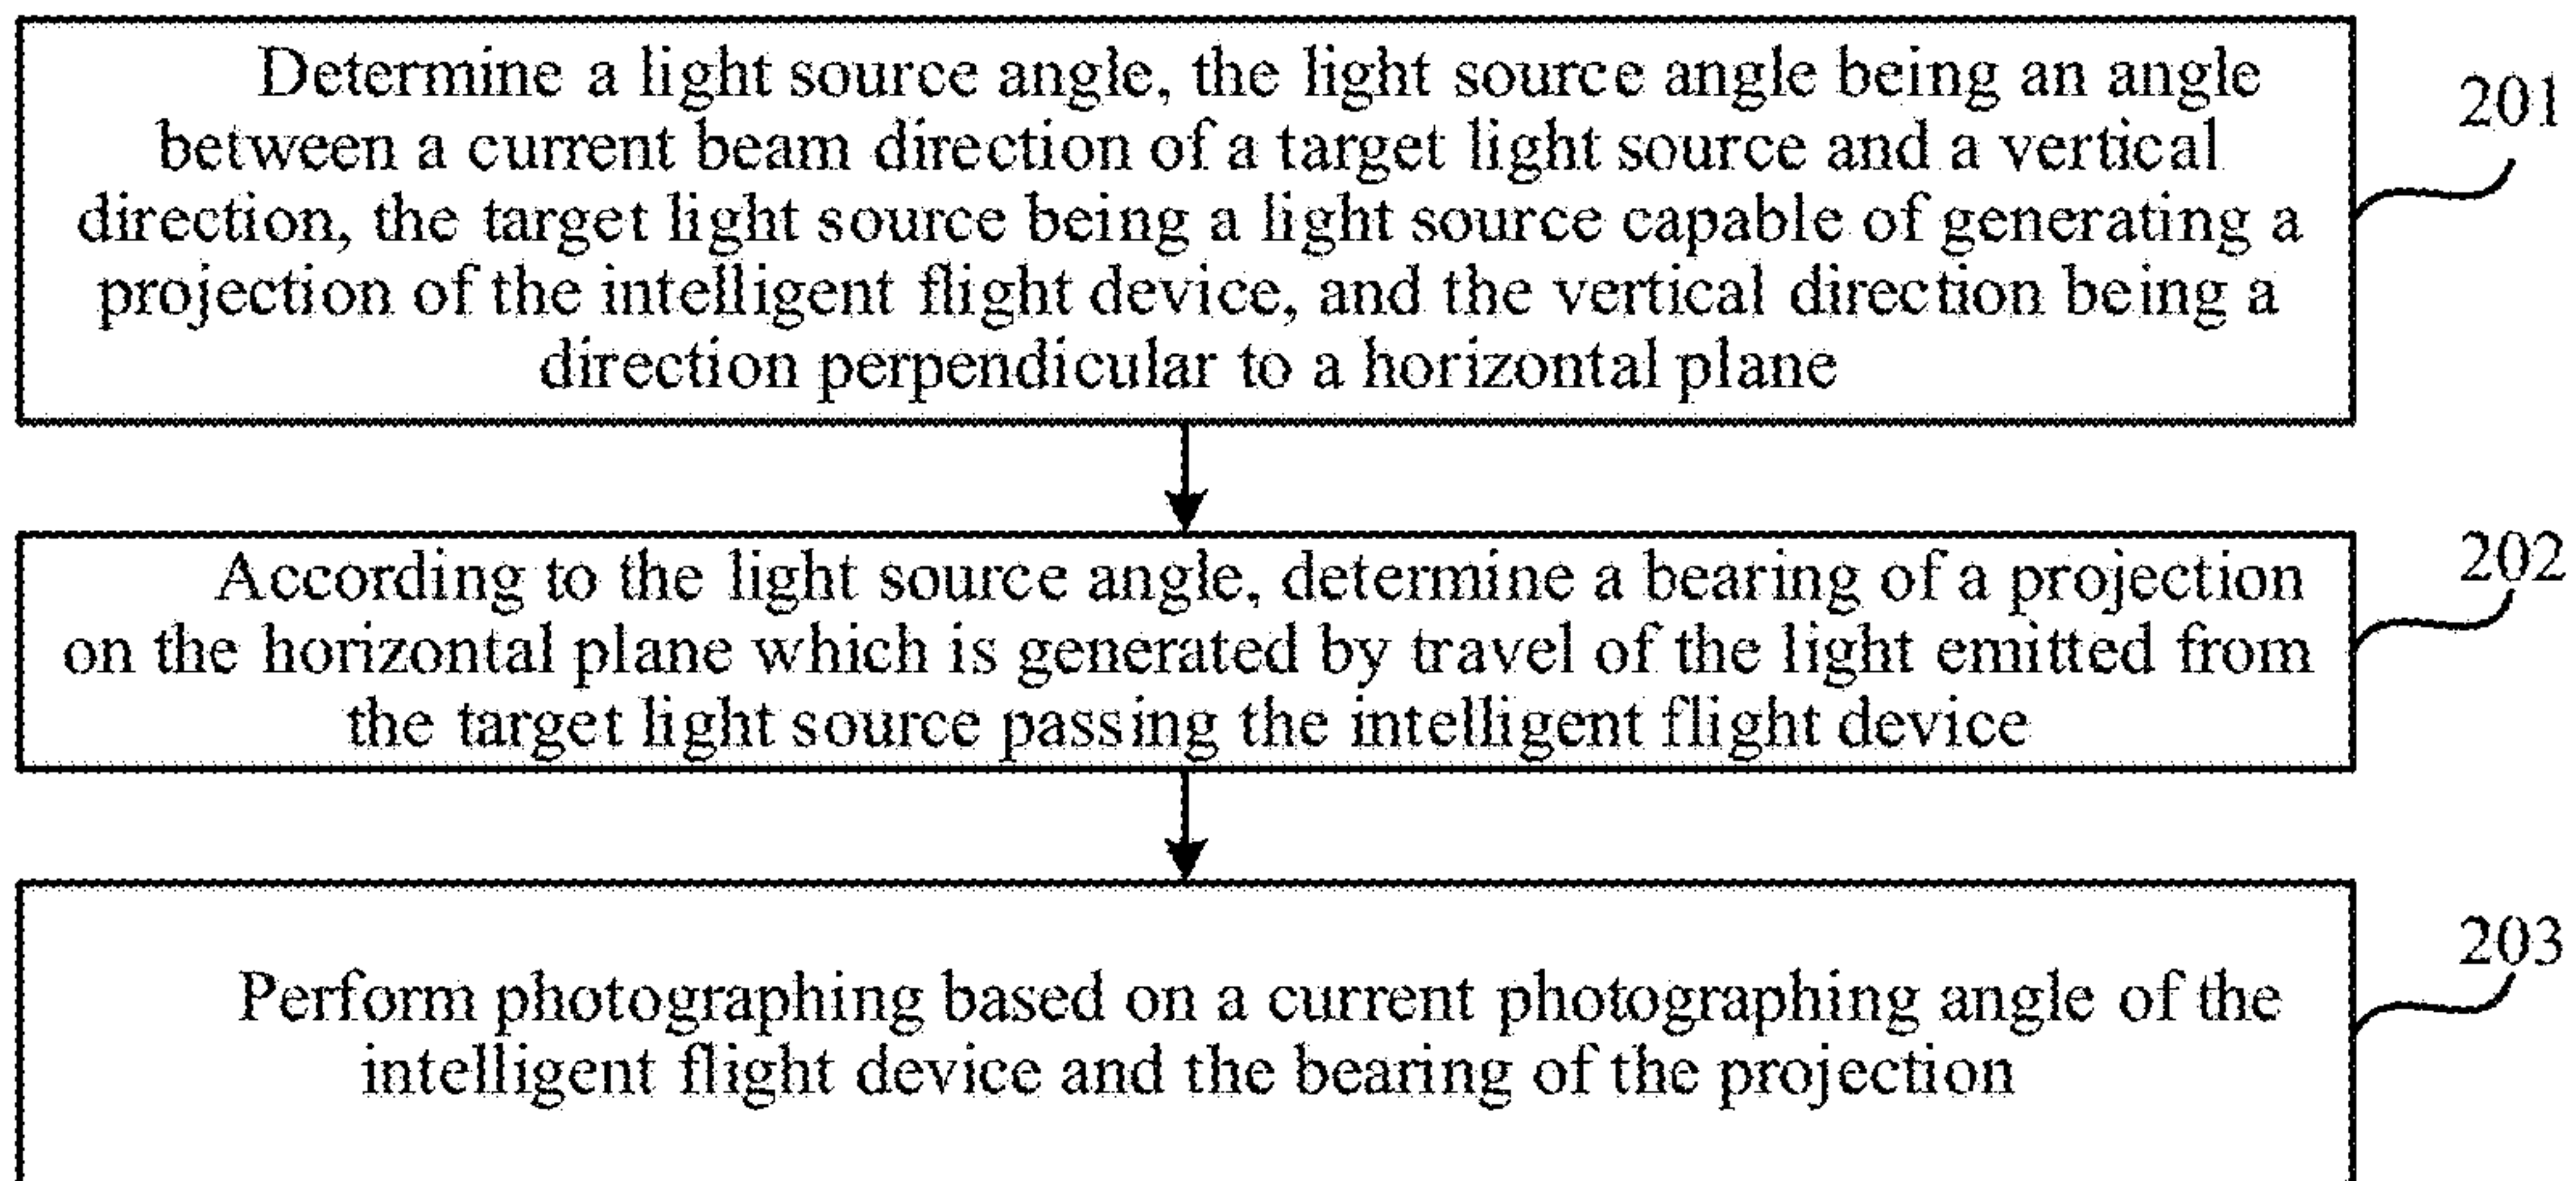 Determine a light source angle, the light source angle being an angle
between a current beam direction of a target light source and a vertical
direction, the target light source being a light source capable of generating a
projection of the intelligent flight device, and the vertical direction being a
direction perpendicular to a horizontal plane
201
According to the light source angle, determine a bearing of a projection
on the horizontal plane which is generated by travel of the light emitted from
the target light source passing the intelligent flight device
202
Perform photographing based on a current photographing angle of the
intelligent flight device and the bearing of the projection
203